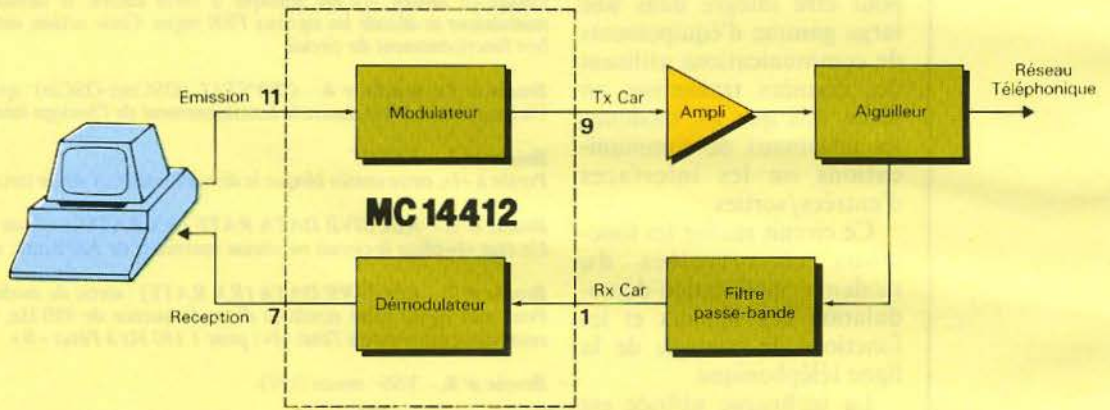 Emission 11
Modulateur
Tx Car
9
Ampli
Aiguilleur
Réseau
Téléphonique
MC 14412
Reception 7
Démodulateur
Rx Car
1
Filtre
passe-bande